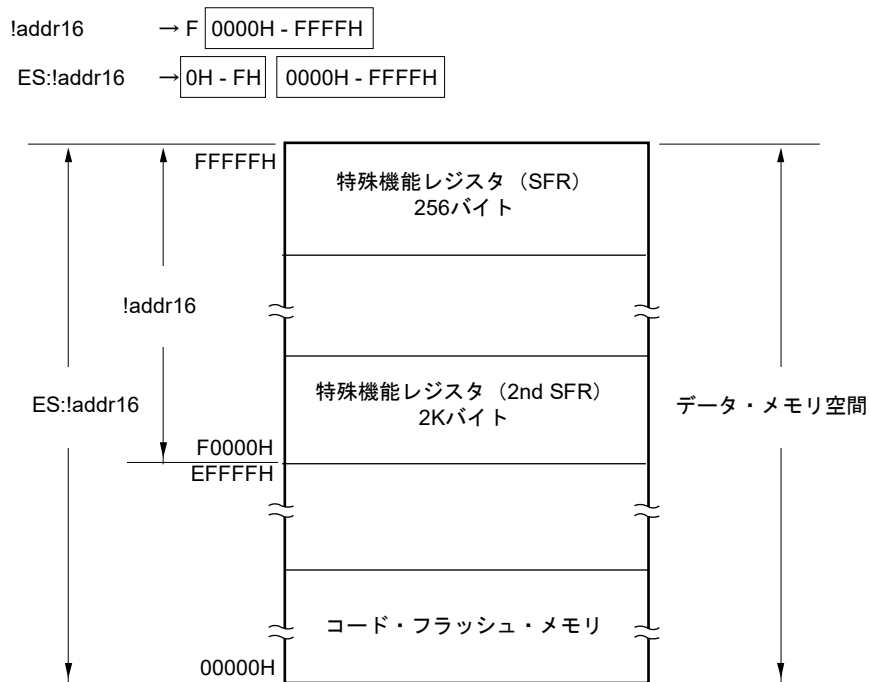 !addr16 → F 0000H - FFFFH
ES:!addr16 → 0H - FH 0000H - FFFFH
FFFFFH
特殊機能レジスタ（SFR）
256バイト
!addr16
特殊機能レジスタ（2nd SFR）
2Kバイト
ES:!addr16
データ・メモリ空間
F0000H
EFFFFH
コード・フラッシュ・メモリ
00000H